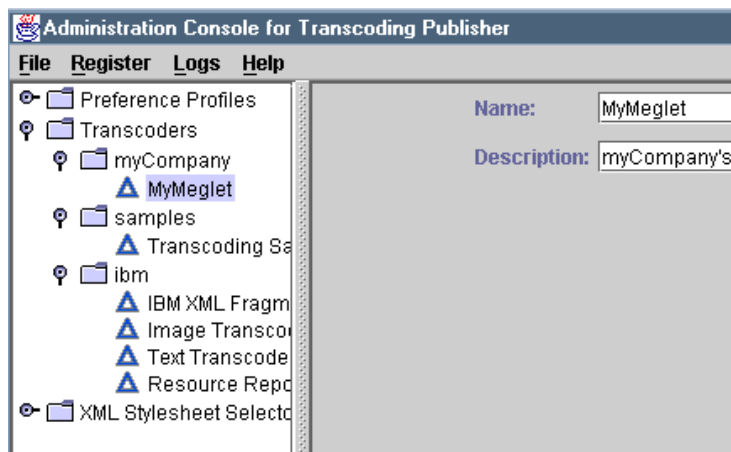 Administration Console for Transcoding Publisher
File Register Logs Help
Preference Profiles
Transcoders
myCompany
MyMeglet
samples
Transcoding Sa
ibm
IBM XML Fragm
Image Transco
Text Transcode
Resource Repo
XML Stylesheet Selecto
Name: MyMeglet
Description: myCompany's